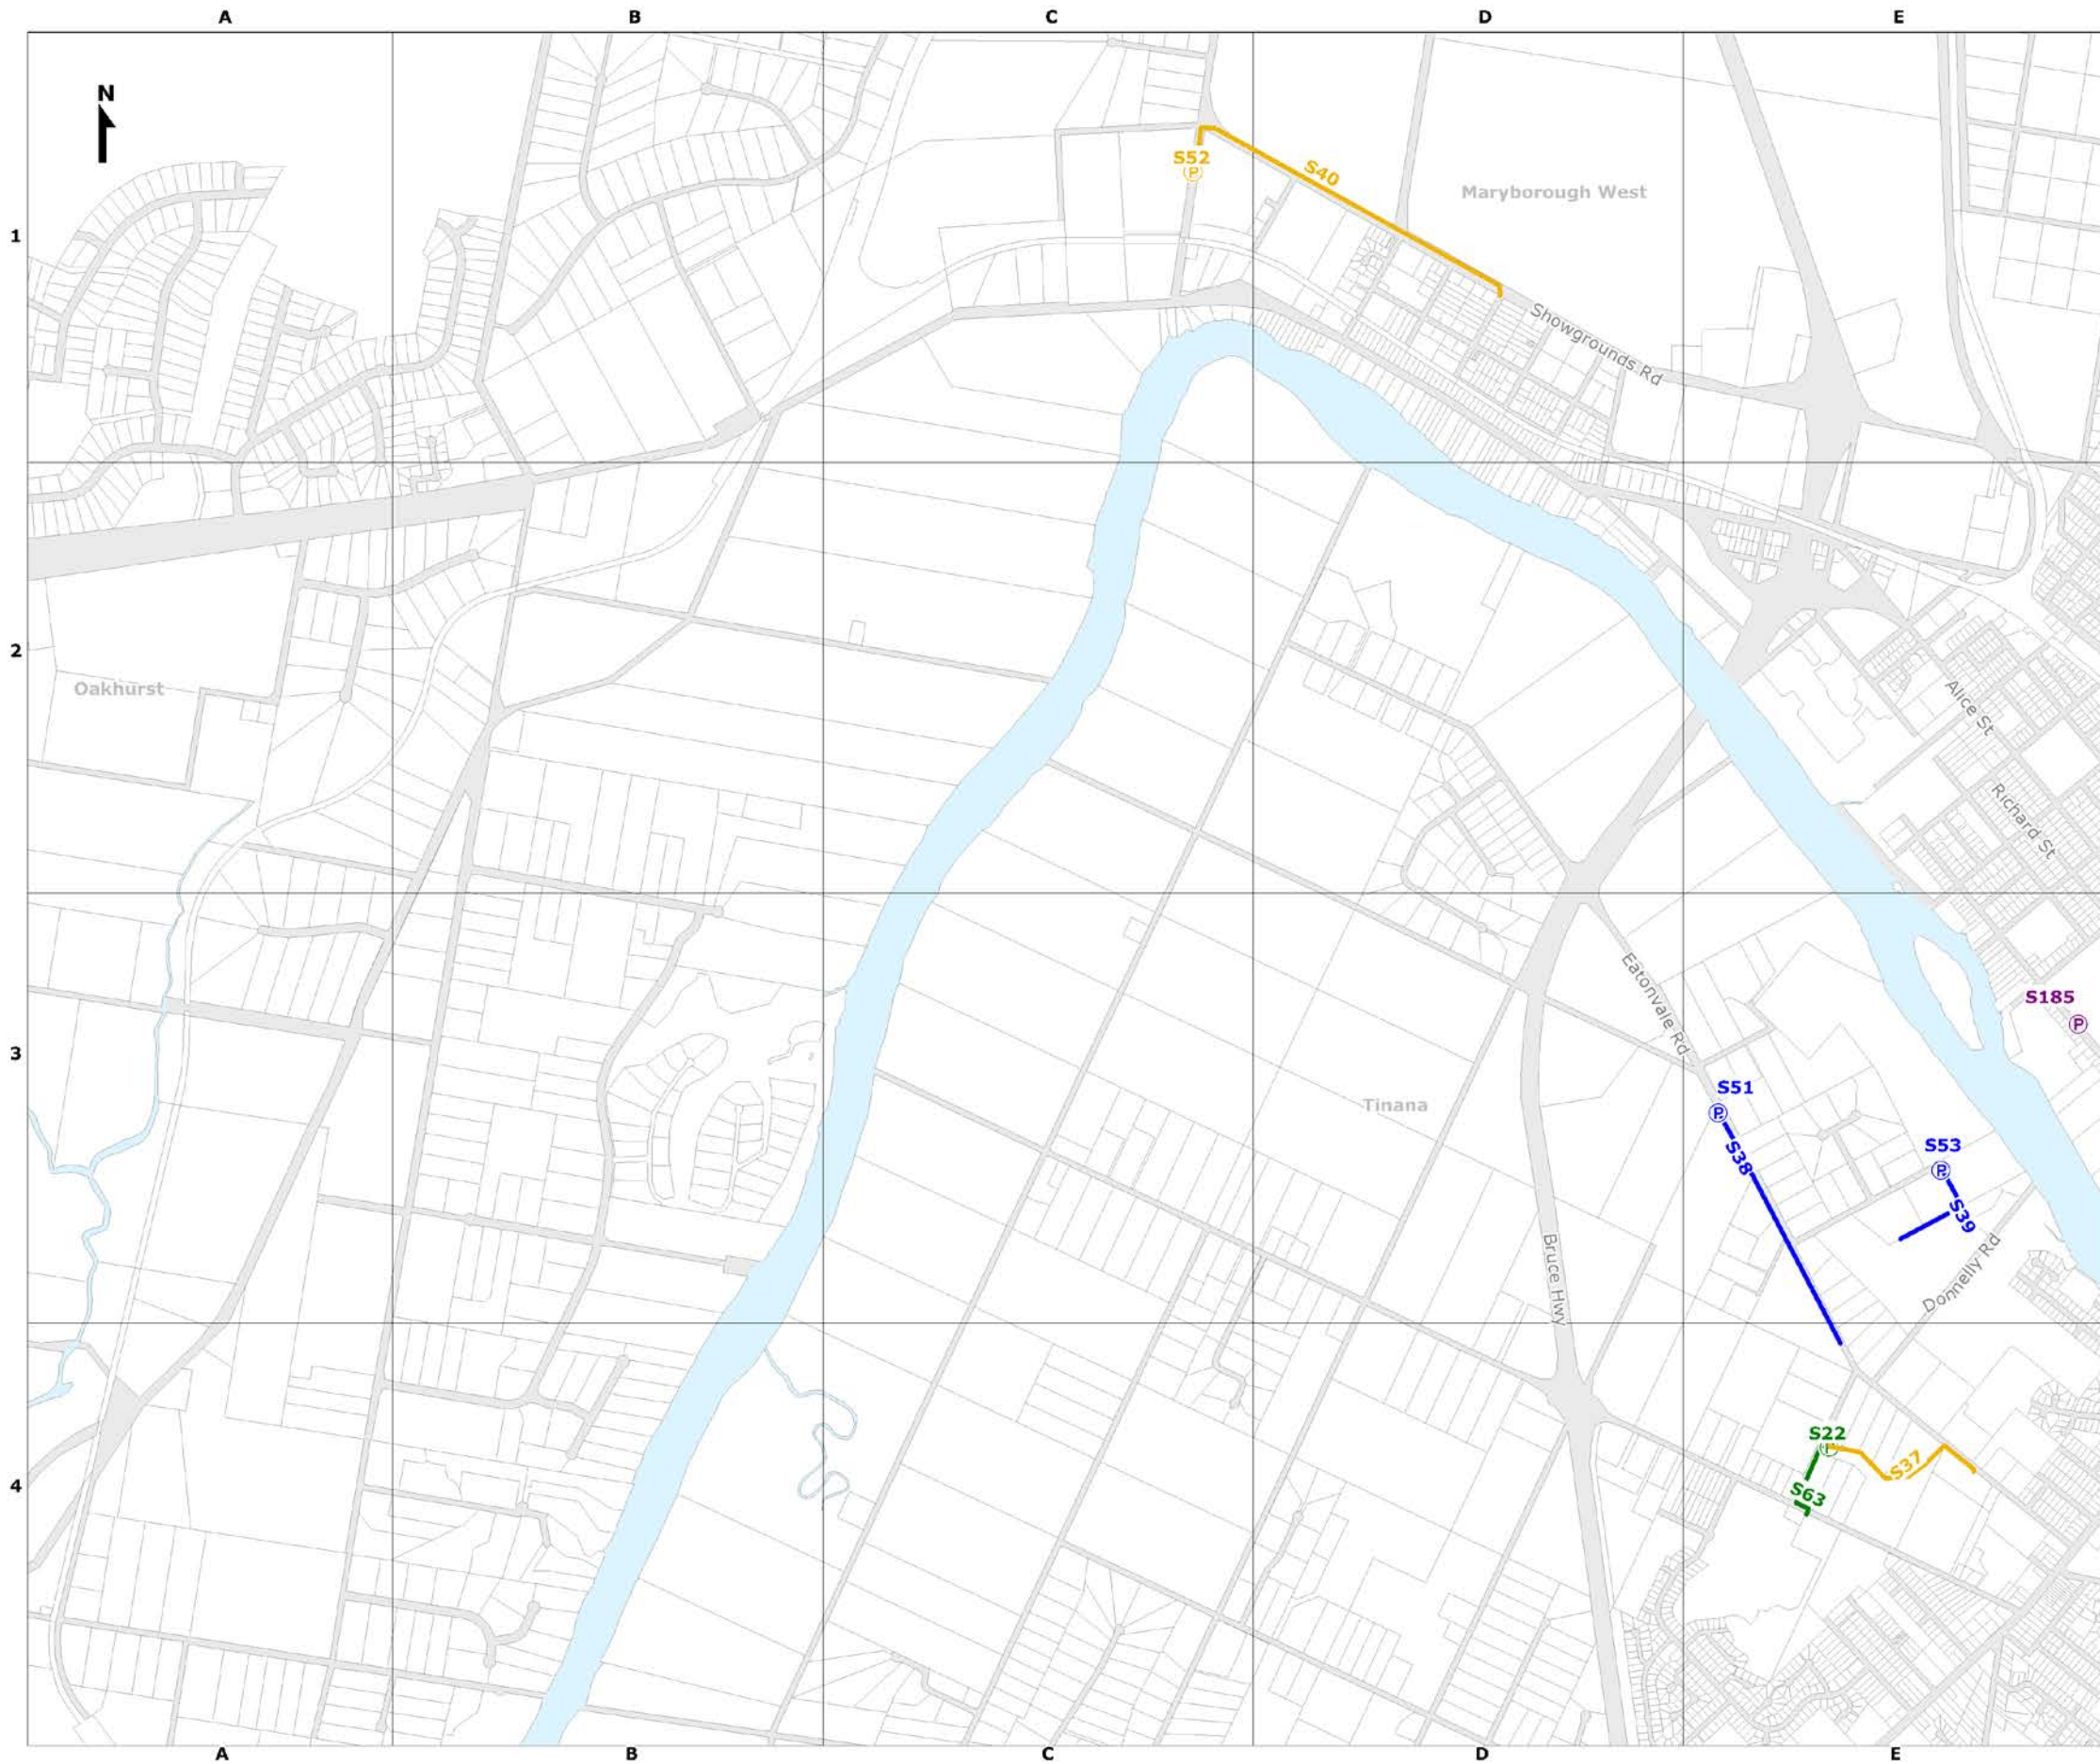 A B C D E
N
S52
P
S40
Maryborough West
1
Showgrounds Rd
2
Oakhurst
Alice St
Richard St
Eatonvale Rd
S185
P
3
S51
P
Tinana
S38
S53
P
S39
Bruce Hwy
Donnelly Rd
S22
P
S37
4
S63
A B C D E